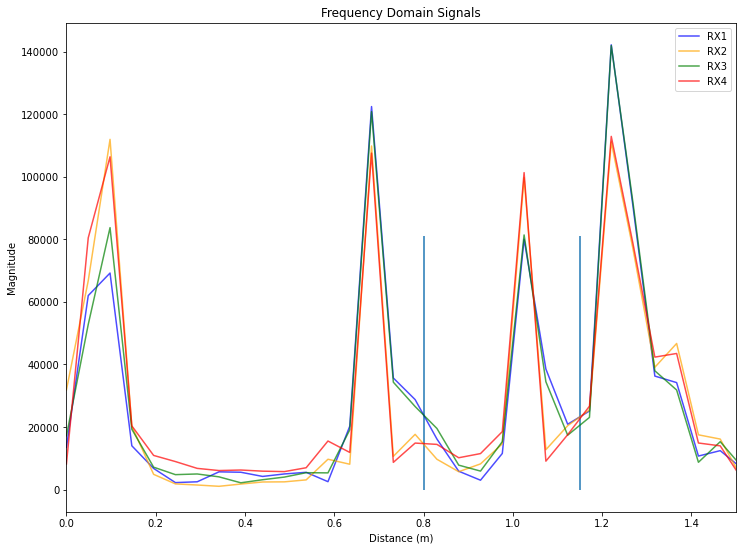 Frequency Domain Signals
RX1
RX2
RX3
RX4
Magnitude
140000
120000
100000
80000
60000
40000
20000
0
0.0 0.2 0.4 0.6 0.8 1.0 1.2 1.4
Distance (m)